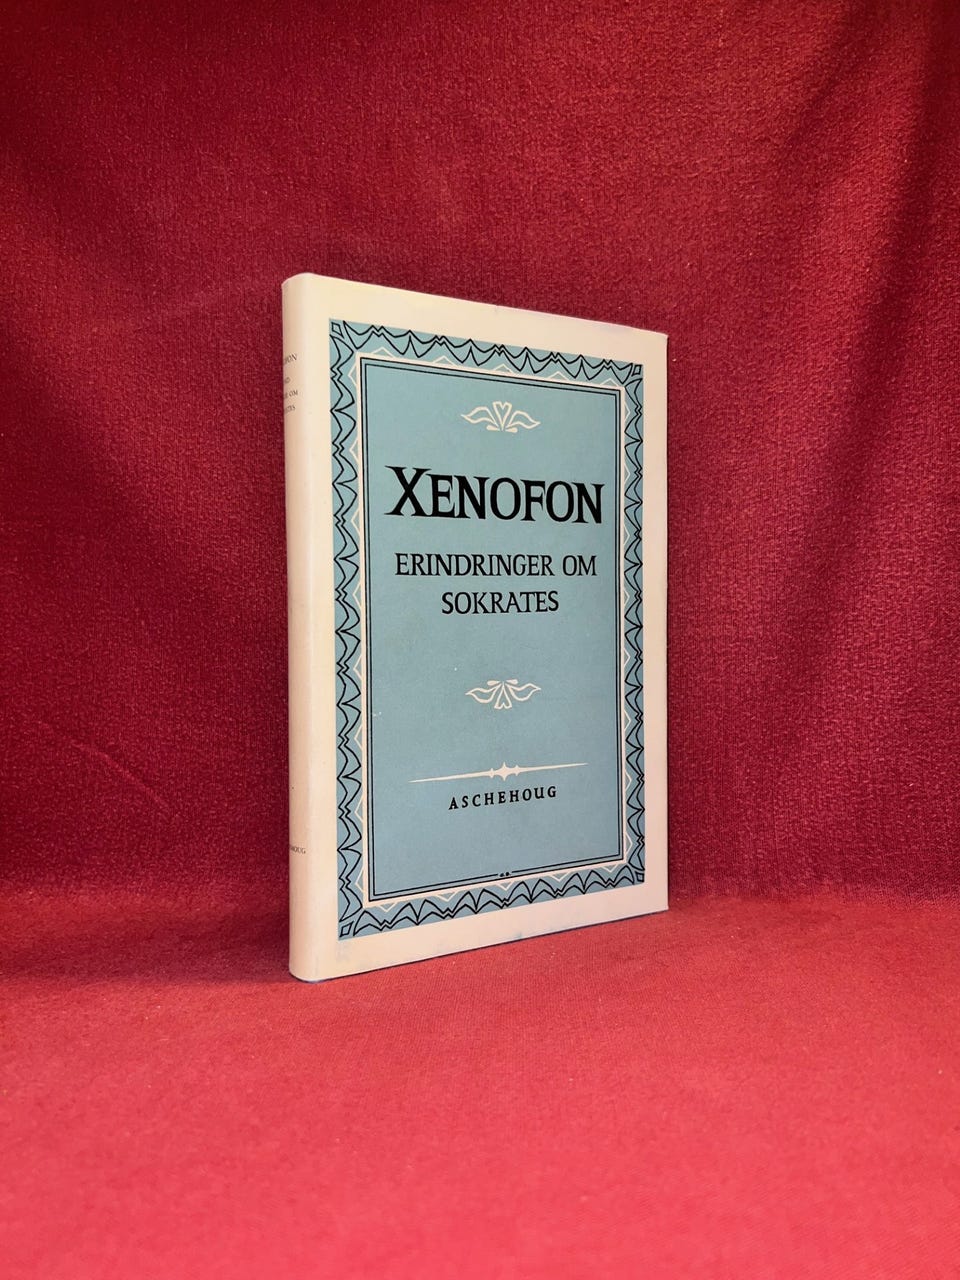 XENOFON
ERINDRINGER OM
SOKRATES
ASCHEHOUG